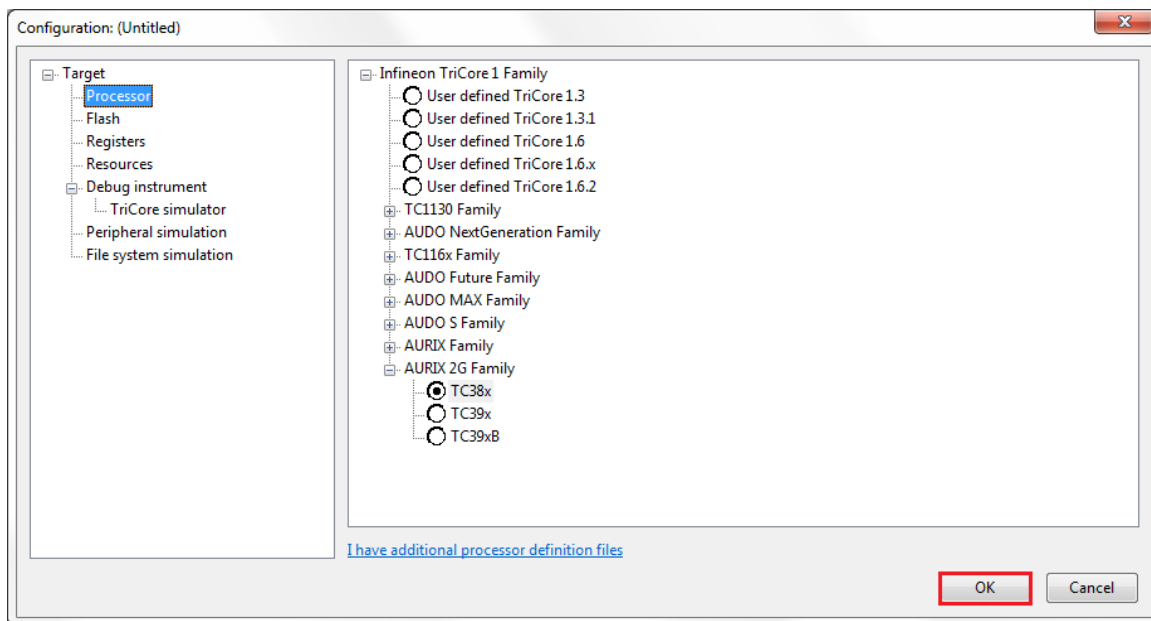 Configuration: (Untitled)
Target
Processor
Flash
Registers
Resources
Debug instrument
TriCore simulator
Peripheral simulation
File system simulation
Infineon TriCore 1 Family
User defined TriCore 1.3
User defined TriCore 1.3.1
User defined TriCore 1.6
User defined TriCore 1.6.x
User defined TriCore 1.6.2
TC1130 Family
AUDO NextGeneration Family
TC116x Family
AUDO Future Family
AUDO MAX Family
AUDO S Family
AURIX Family
AURIX 2G Family
TC38x
TC39x
TC39xB
I have additional processor definition files
OK
Cancel